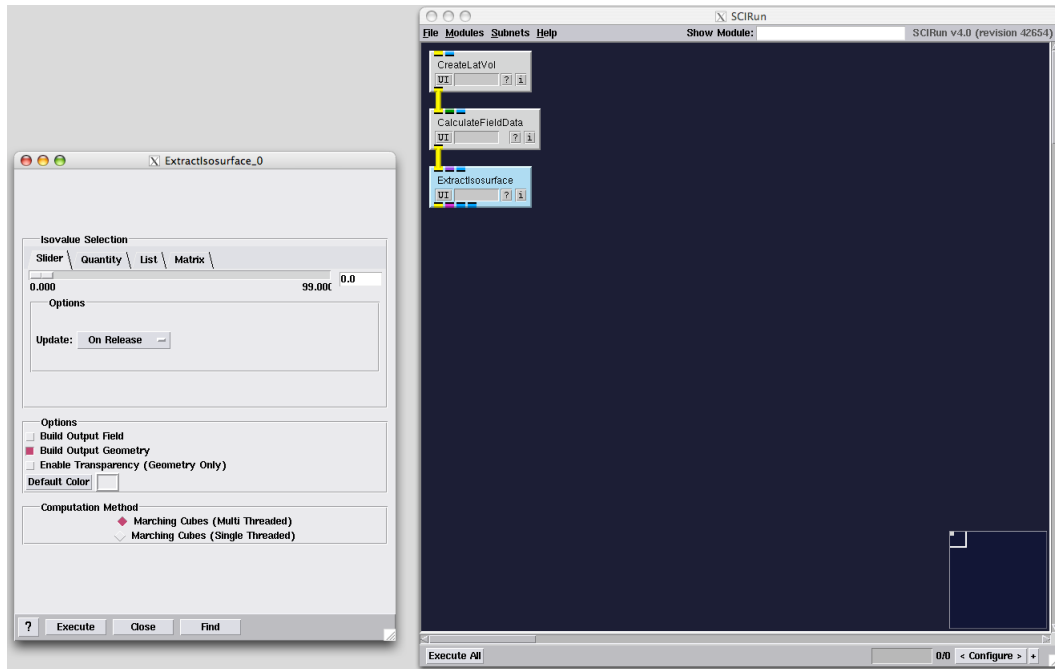 X ExtractIsosurface_0
Isovalue Selection
Slider Quantity List Matrix
0.0
0.000 99.000
Options
Update: On Release
Options
Build Output Field
Build Output Geometry
Enable Transparency (Geometry Only)
Default Color
Computation Method
Marching Cubes (Multi Threaded)
Marching Cubes (Single Threaded)
? Execute Close Find
X SCIRun
File Modules Subnets Help Show Module: SCIRun v4.0 (revision 42654)
CreateLatVol
UI ? i
CalculateFieldData
UI ? i
ExtractIsosurface
UI ? i
Execute All 0/0 < Configure > +